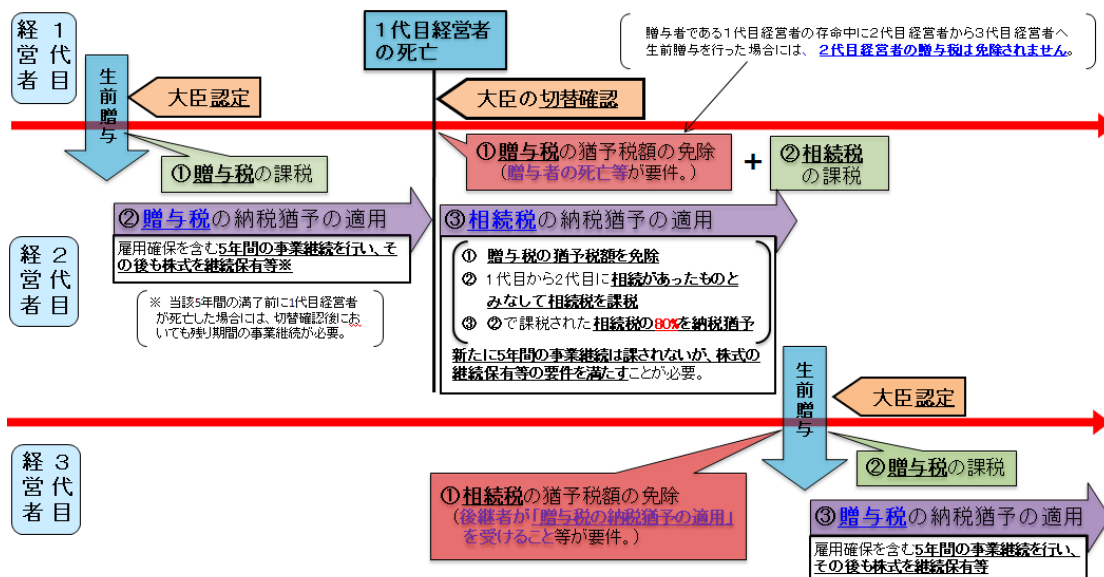 1代目
経営者
生前贈与
大臣認定
1代目経営者
の死亡
贈与者である1代目経営者の存命中に2代目経営者から3代目経営者へ
生前贈与を行った場合には、2代目経営者の贈与税は免除されません。
大臣の切替確認
①贈与税の課税
①贈与税の猶予税額の免除
(贈与者の死亡等が要件。)
+
②相続税
の課税
2代目
経営者
②贈与税の納税猶予の適用
雇用確保を含む5年間の事業継続を行い、そ
の後も株式を継続保有等※
※ 当該5年間の満了前に1代目経営者
が死亡した場合には、切替確認後にお
いても残り期間の事業継続が必要。
③相続税の納税猶予の適用
① 贈与税の猶予税額を免除
② 1代目から2代目に相続があったものと
みなして相続税を課税
③ ②で課税された相続税の80%を納税猶予
新たに5年間の事業継続は課されないが、株式の
継続保有等の要件を満たすことが必要。
生前贈与
大臣認定
3代目
経営者
①相続税の猶予税額の免除
(後継者が「贈与税の納税猶予の適用」
を受けること等が要件。)
②贈与税の課税
③贈与税の納税猶予の適用
雇用確保を含む5年間の事業継続を行い、
その後も株式を継続保有等